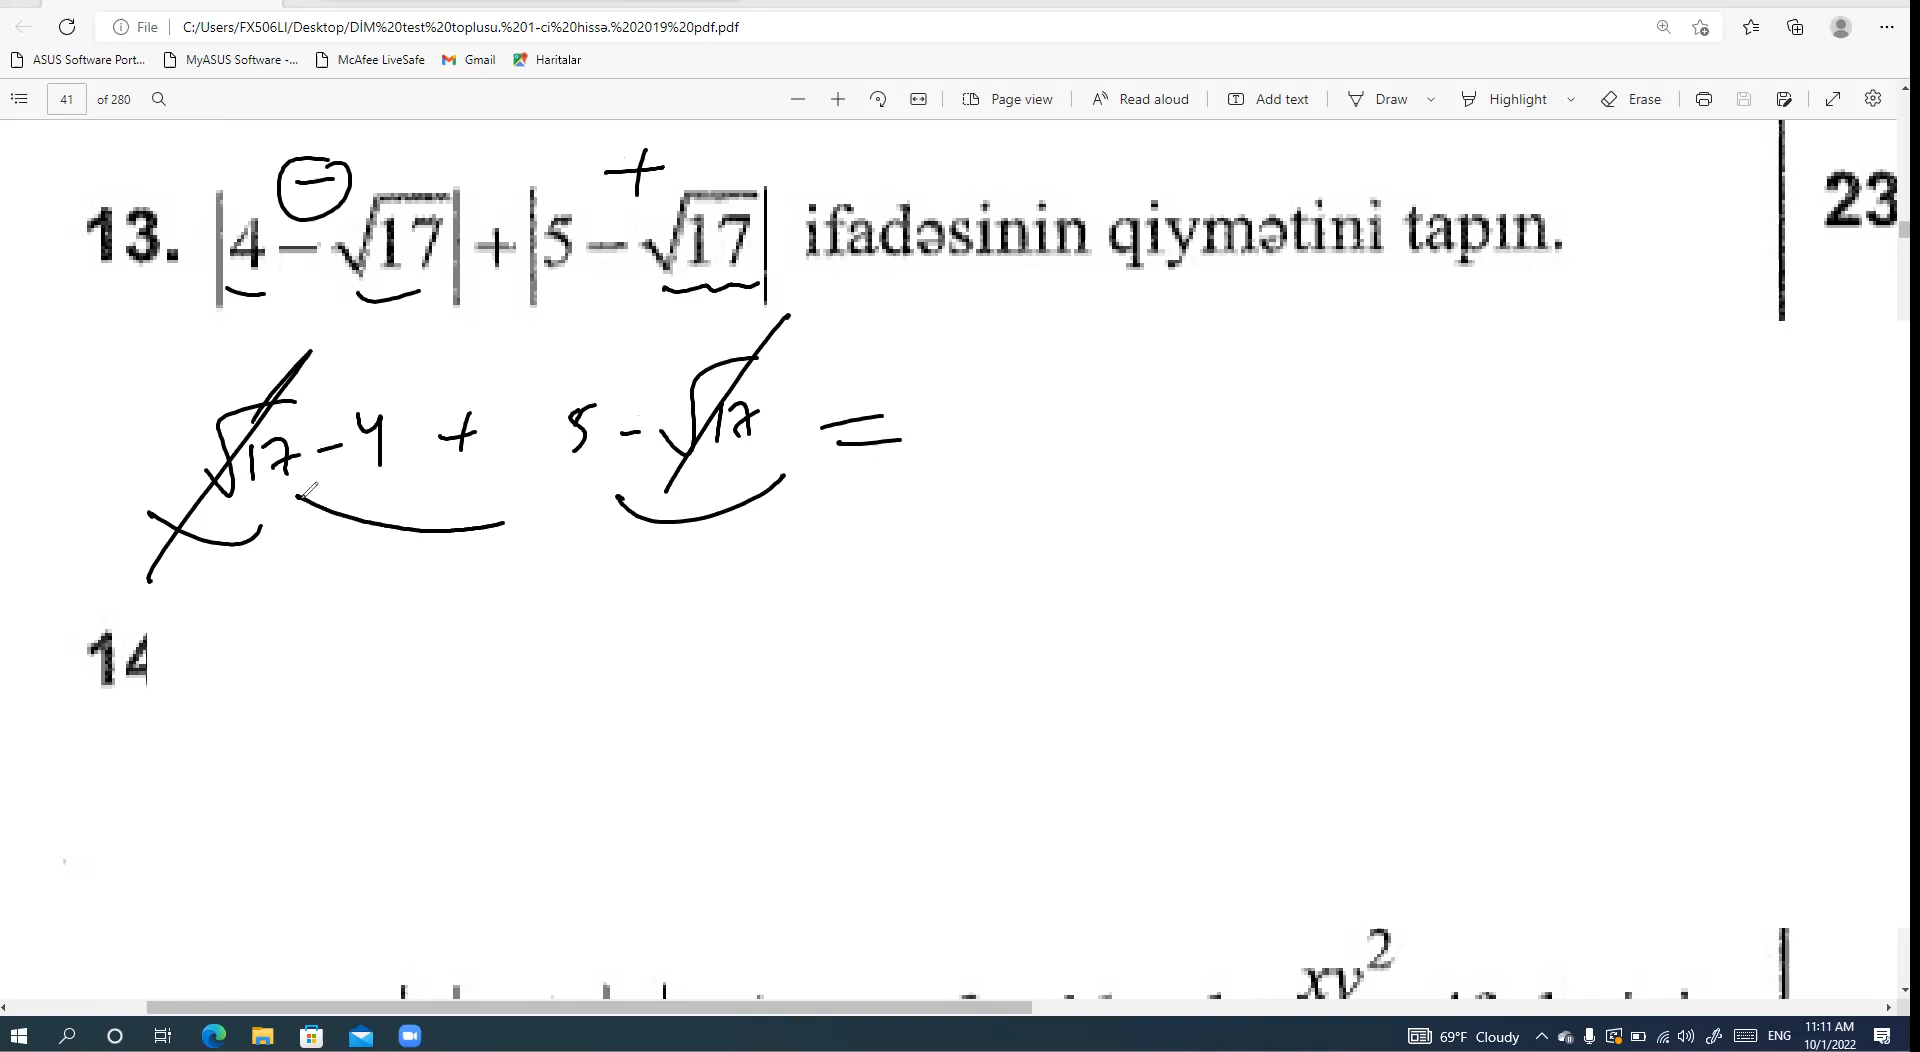 File C:/Users/FX506LI/Desktop/DİM%20test%20toplusu.%201-ci%20hissə.%202019%20pdf.pdf
ASUS Software Port... MyASUS Software -... McAfee LiveSafe Gmail Haritalar
41 of 280 Page view Read aloud Add text Draw Highlight Erase
− +
13. |4 − √17| + |5 − √17| ifadəsinin qiymətini tapın. 23
√17 − 4 + 5 − √17 =
14
xy²
69°F Cloudy ENG 11:11 AM
10/1/2022